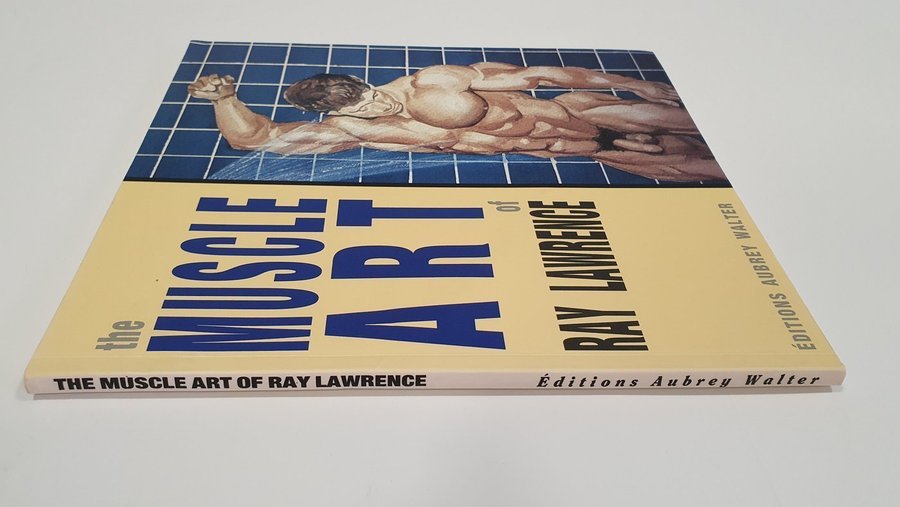 the
MUSCLE
ART
of
RAY LAWRENCE
ÉDITIONS AUBREY WALTER
THE MUSCLE ART OF RAY LAWRENCE
Éditions Aubrey Walter